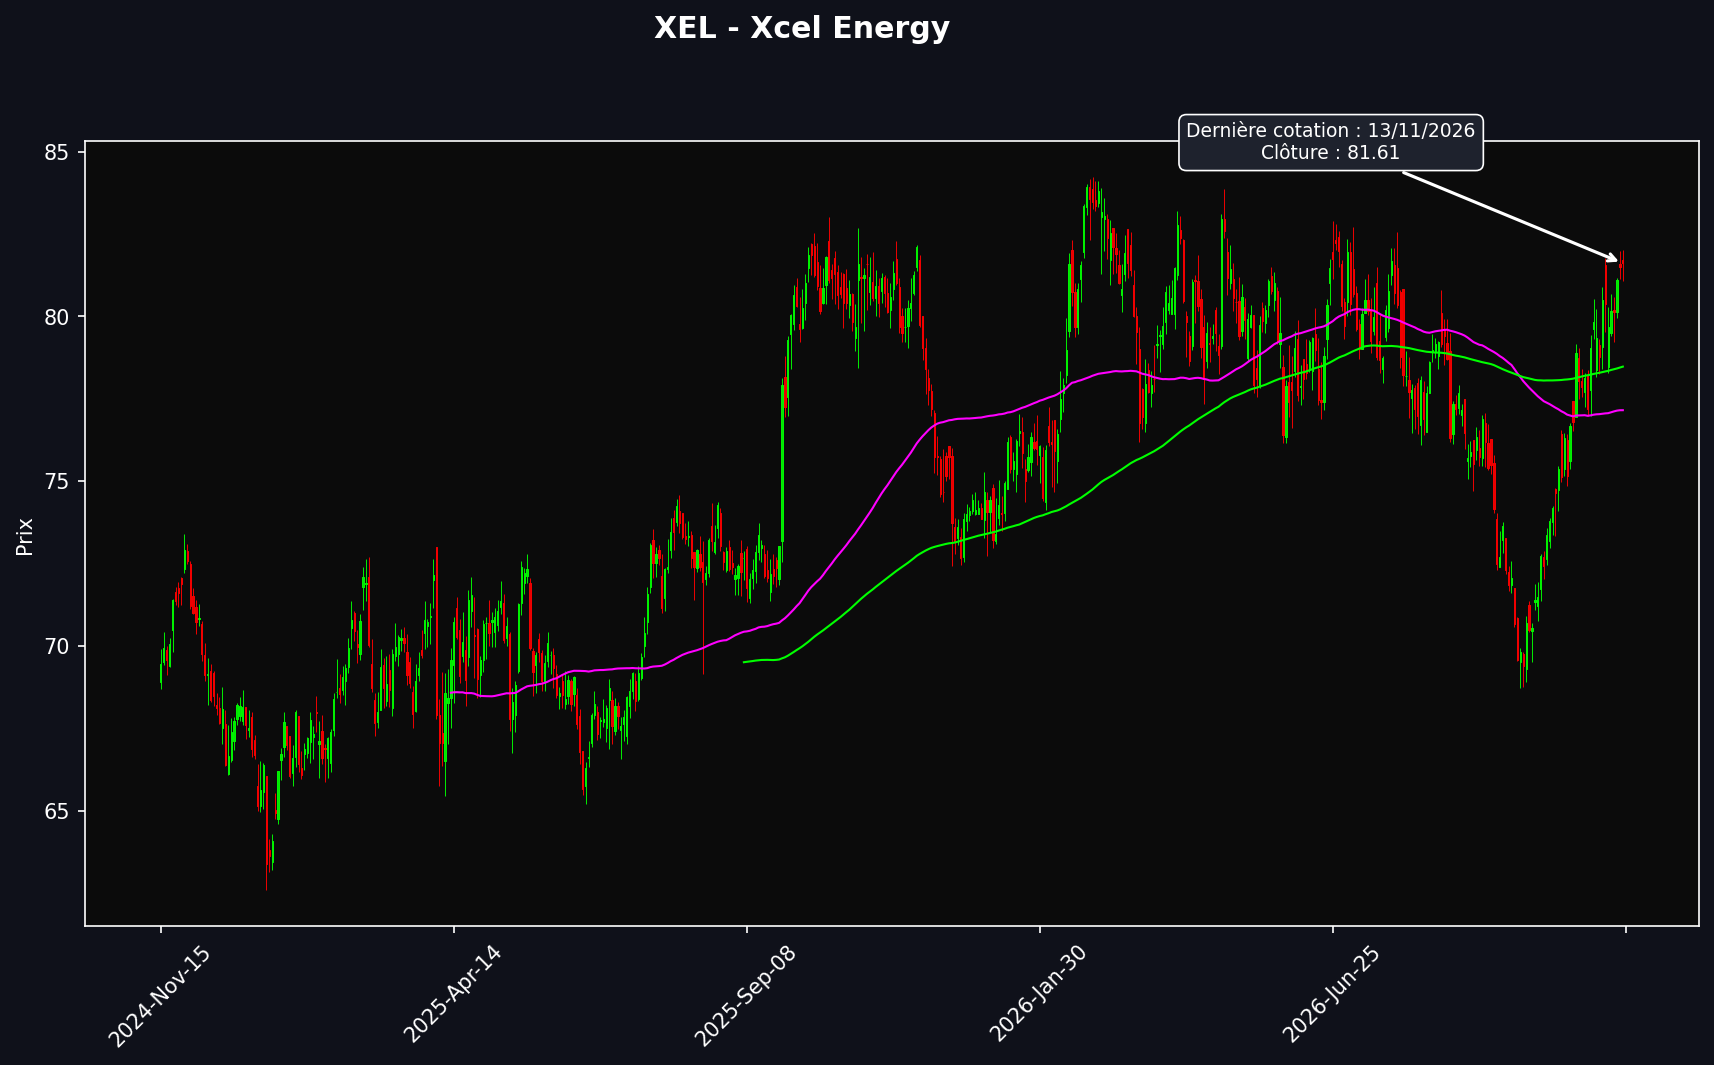 XEL - Xcel Energy
Dernière cotation : 13/11/2026
Clôture : 81.61
85
80
75
70
65
Prix
2024-Nov-15
2025-Apr-14
2025-Sep-08
2026-Jan-30
2026-Jun-25